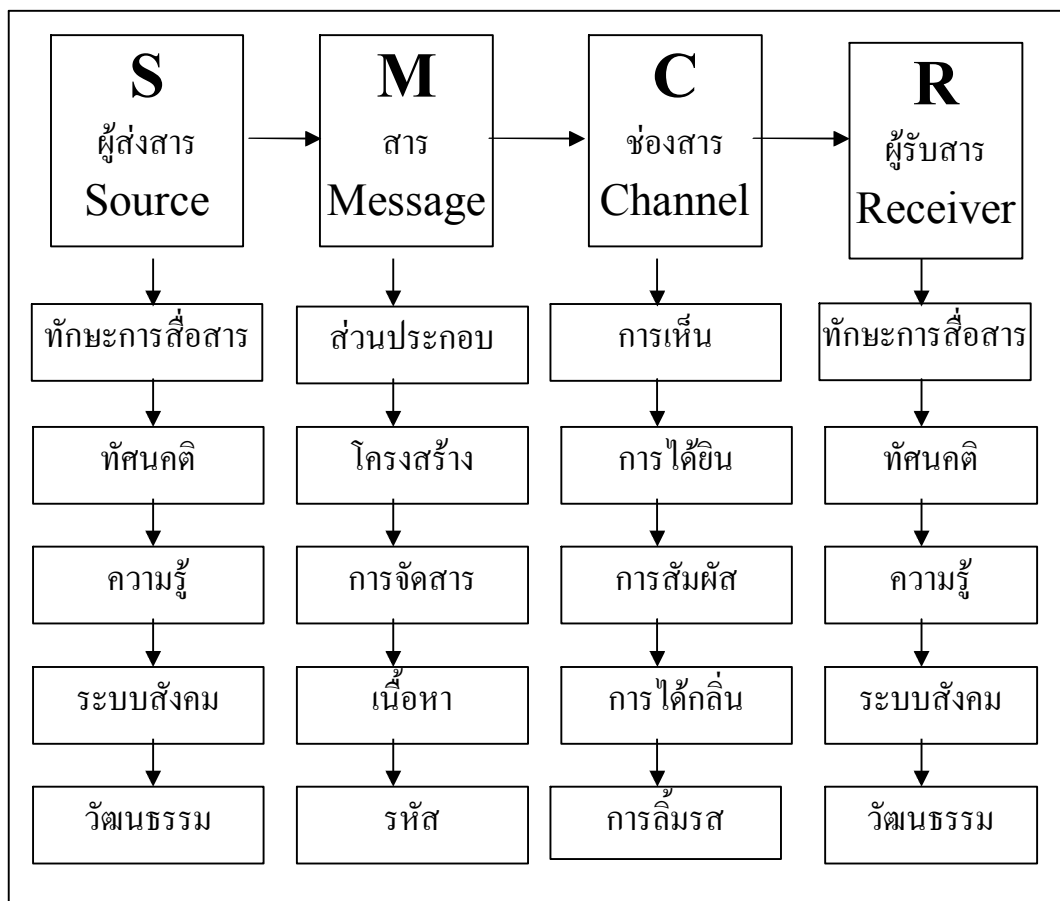 S
ผู้ส่งสาร
Source
M
สาร
Message
C
ช่องสาร
Channel
R
ผู้รับสาร
Receiver
ทักษะการสื่อสาร
ส่วนประกอบ
การเห็น
ทักษะการสื่อสาร
ทัศนคติ
โครงสร้าง
การได้ยิน
ทัศนคติ
ความรู้
การจัดสาร
การสัมผัส
ความรู้
ระบบสังคม
เนื้อหา
การได้กลิ่น
ระบบสังคม
วัฒนธรรม
รหัส
การลิ้มรส
วัฒนธรรม